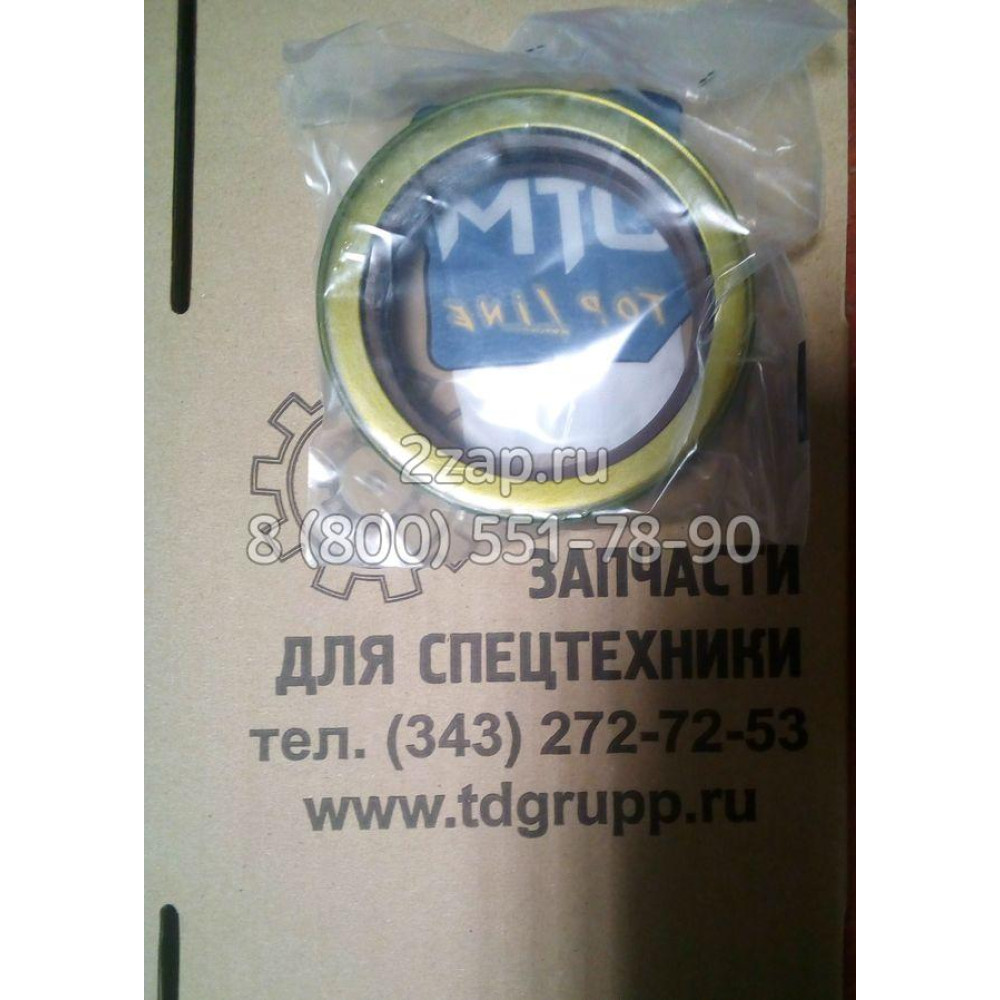 TOP LINE
2zap.ru
8 (800) 551-78-90
ЗАПЧАСТИ
ДЛЯ СПЕЦТЕХНИКИ
тел. (343) 272-72-53
www.tdgrupp.ru